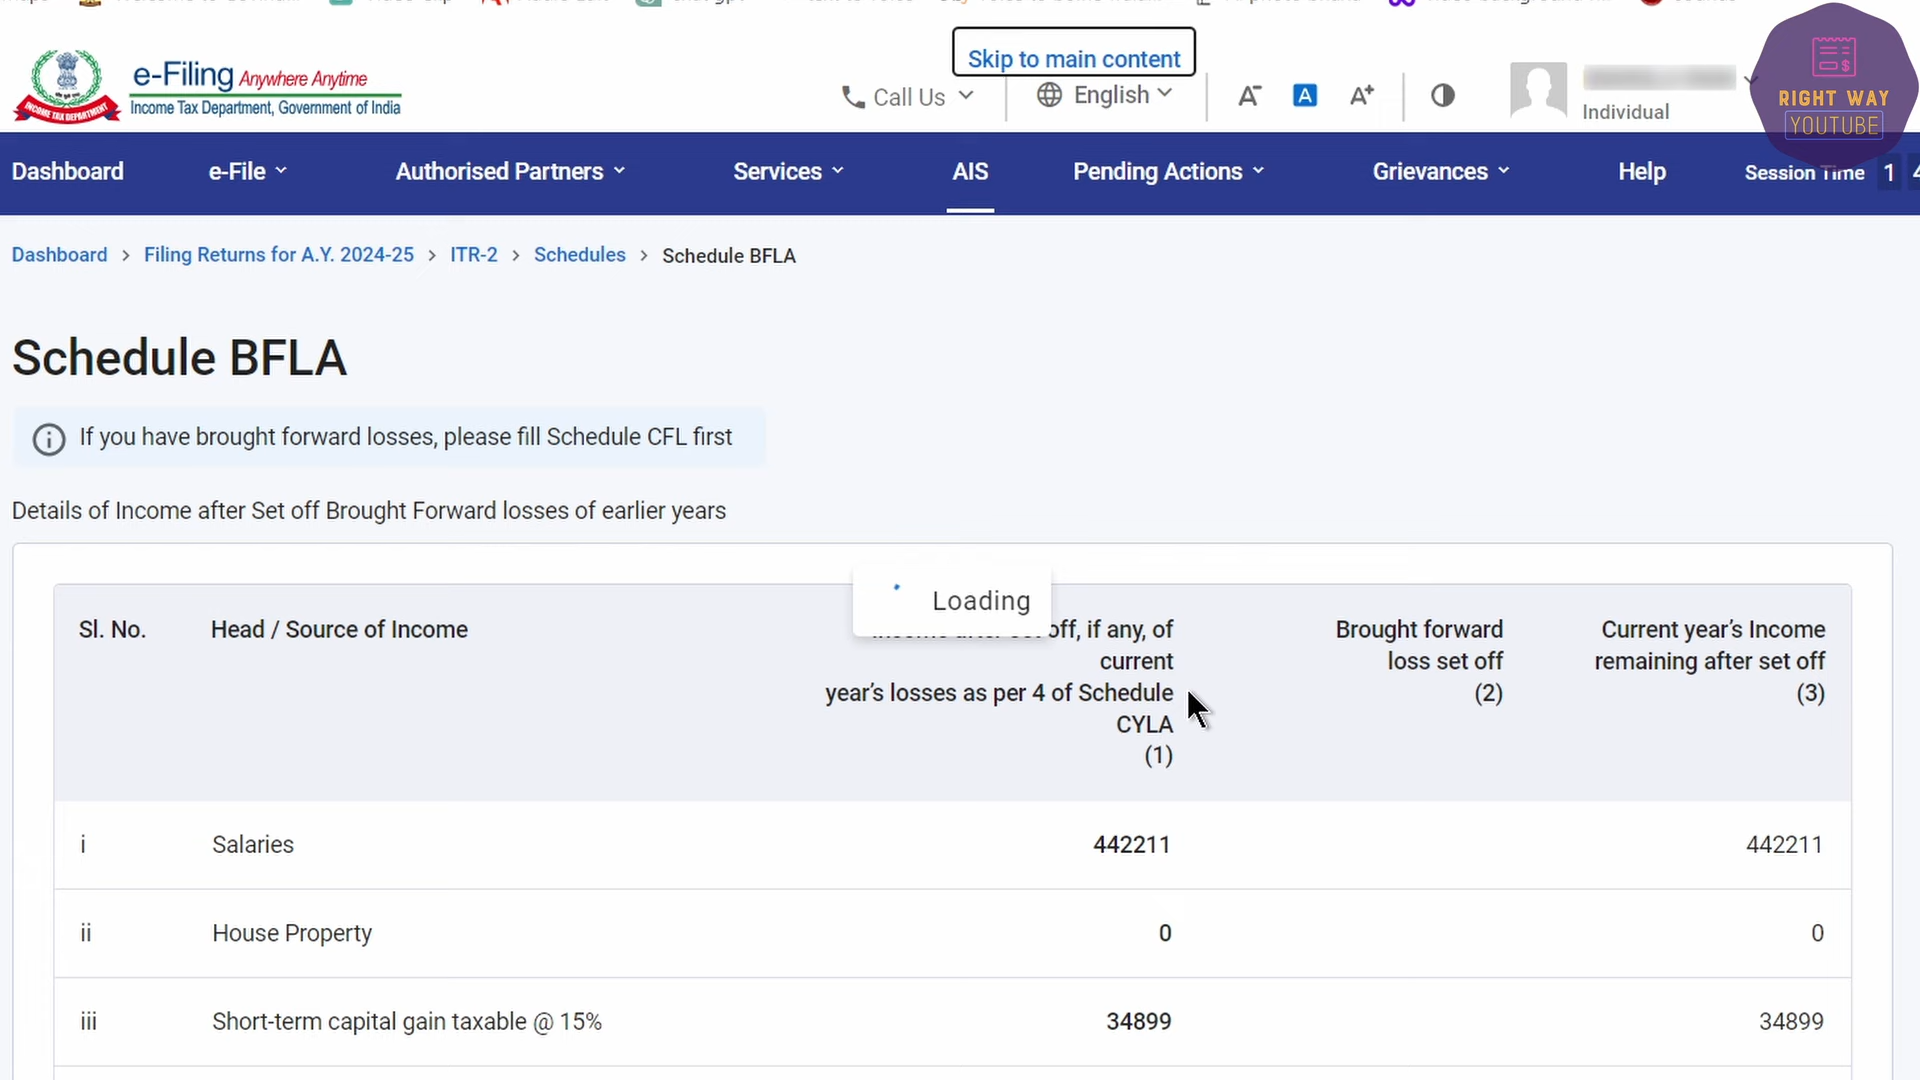 Skip to main content
e-Filing Anywhere Anytime
Income Tax Department, Government of India
INCOME TAX DEPARTMENT
Call Us
English
A-
A
A+
Individual
RIGHT WAY
YOUTUBE
Dashboard
e-File
Authorised Partners
Services
AIS
Pending Actions
Grievances
Help
Session Time 1
Dashboard > Filing Returns for A.Y. 2024-25 > ITR-2 > Schedules > Schedule BFLA
Schedule BFLA
If you have brought forward losses, please fill Schedule CFL first
Details of Income after Set off Brought Forward losses of earlier years
Loading
Sl. No.
Head / Source of Income
off, if any, of
current
year’s losses as per 4 of Schedule
CYLA
(1)
Brought forward
loss set off
(2)
Current year’s Income
remaining after set off
(3)
i Salaries 442211 442211
ii House Property 0 0
iii Short-term capital gain taxable @ 15% 34899 34899